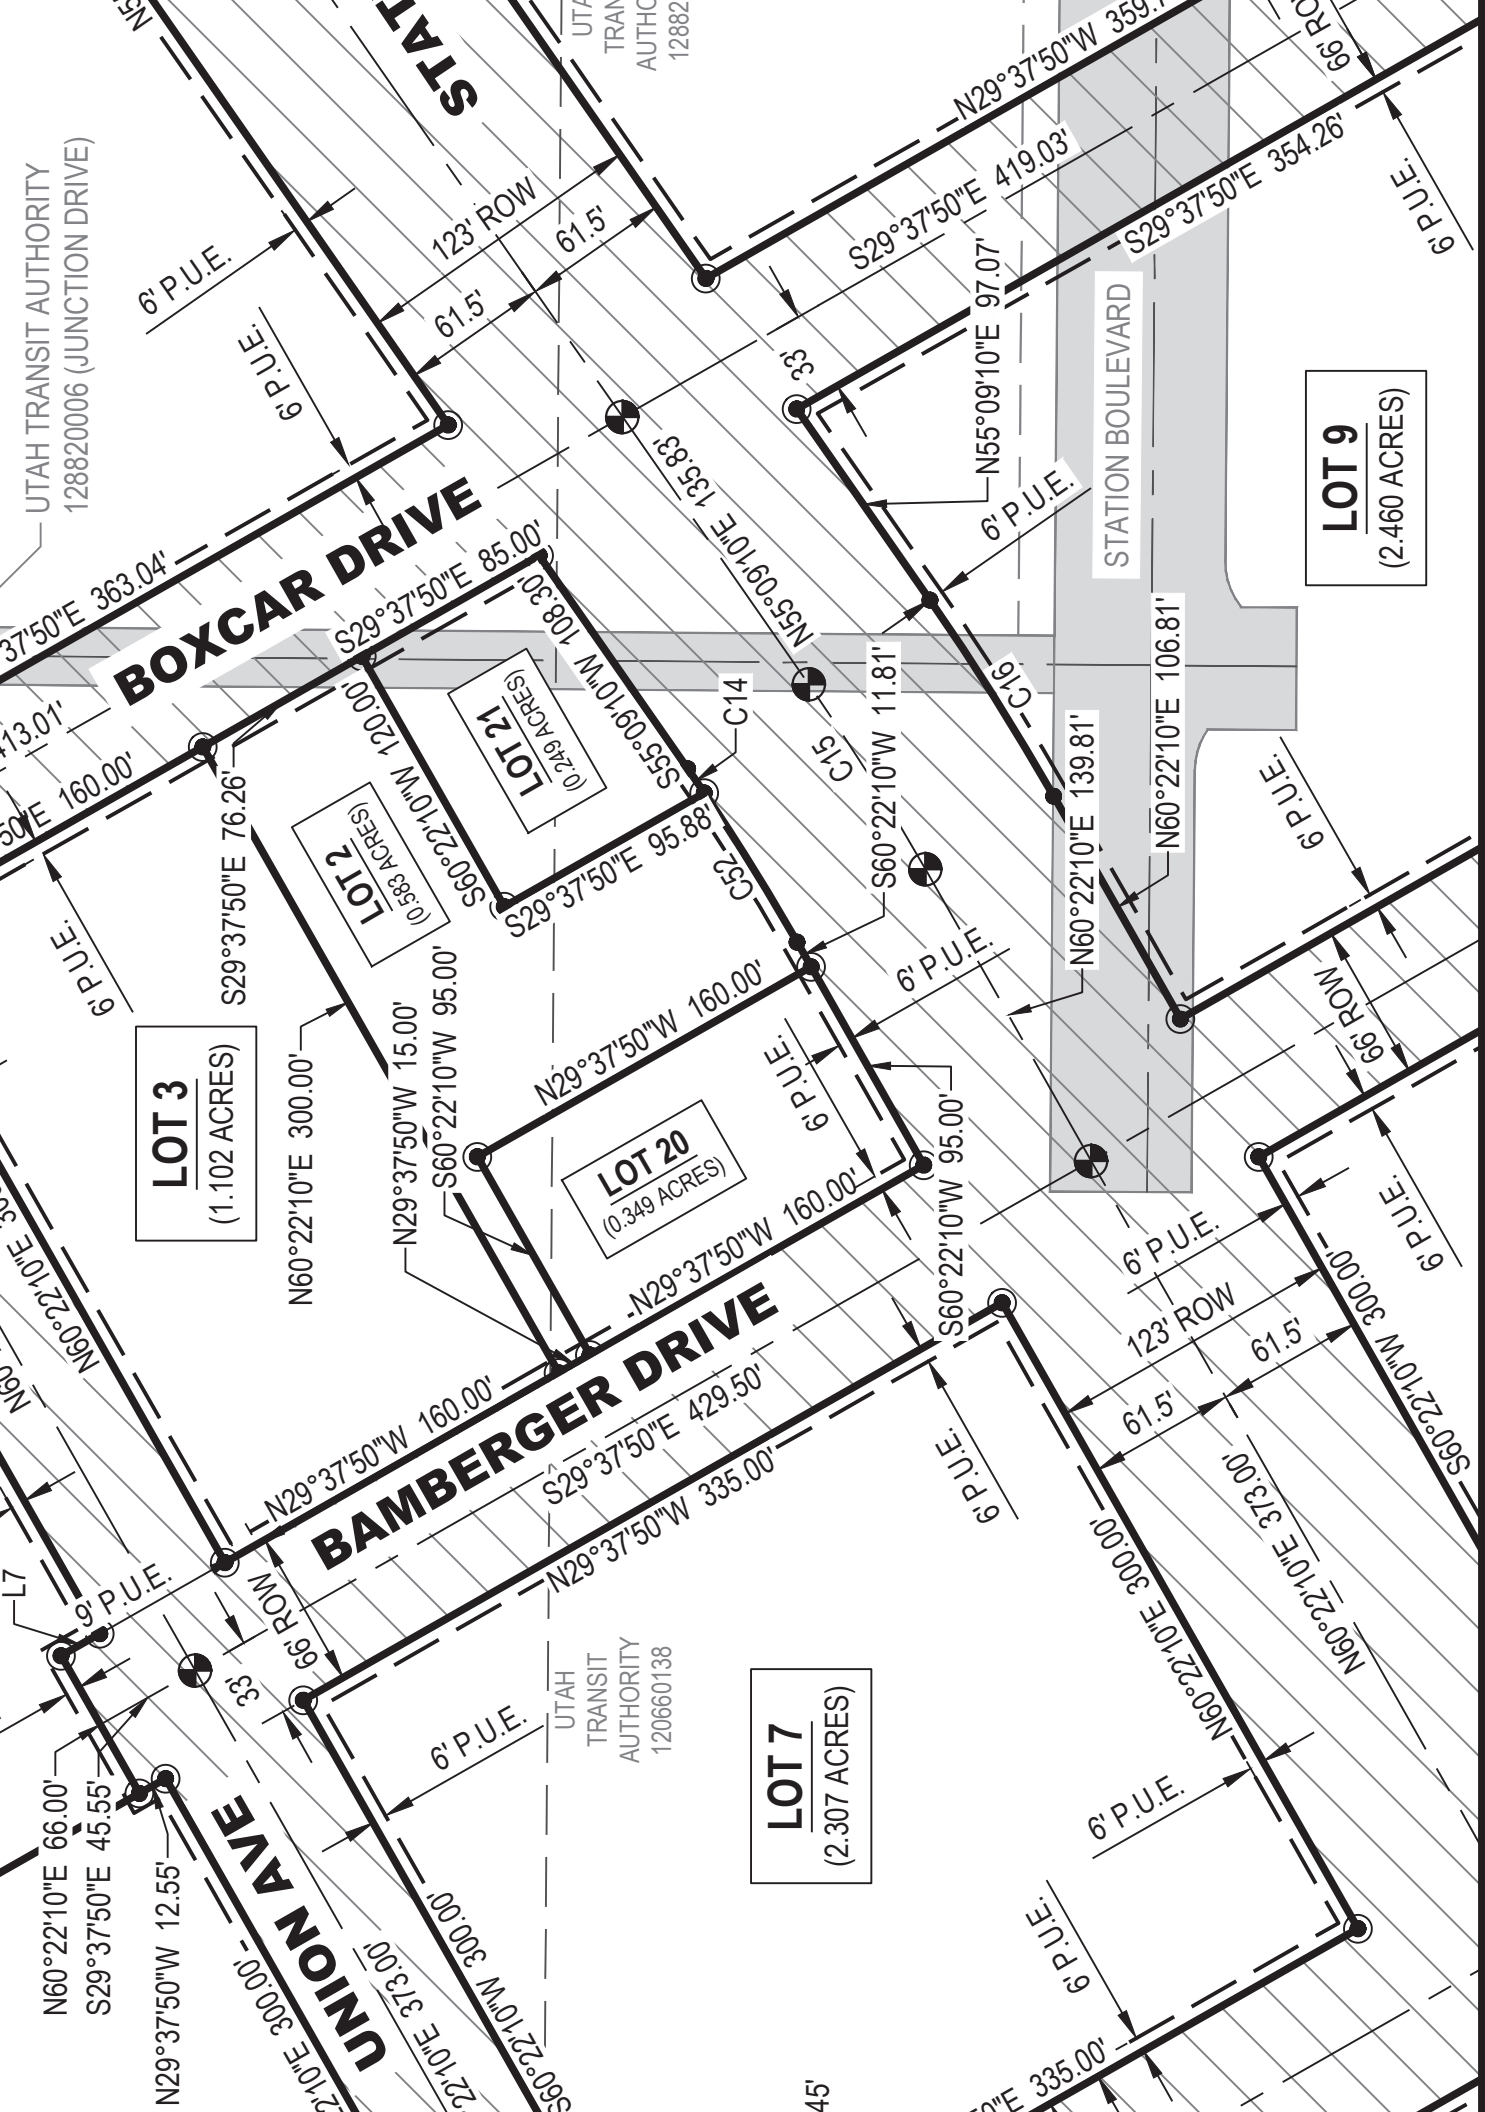 UTAH TRANSIT AUTHORITY
128820006 (JUNCTION DRIVE)
6' P.U.E.
6' P.U.E.
123' ROW
61.5'
61.5'
N29°37'50"W
66' RO
S29°37'50"E 419.03'
S29°37'50"E 354.26'
6' P.U.E.
33'
N55°09'10"E 97.07'
STATION BOULEVARD
LOT 9
(2.460 ACRES)
37'50"E 363.04'
BOXCAR DRIVE
S29°37'50"E 85.00'
N55°09'10"E 135.83'
6' P.U.E.
413.01'
50"E 160.00'
S60°22'10"W 120.00'
S55°09'10"W 108.30'
LOT 21
(0.249 ACRES)
C14
C15
C16
S60°22'10"W 11.81'
N60°22'10"E 139.81'
N60°22'10"E 106.81'
S29°37'50"E 76.26'
LOT 2
(0.583 ACRES)
S29°37'50"E 95.88'
C52
6' P.U.E.
6' P.U.E.
LOT 3
(1.102 ACRES)
N60°22'10"E 300.00'
N29°37'50"W 15.00'
S60°22'10"W 95.00'
N29°37'50"W 160.00'
6' P.U.E.
6' P.U.E.
LOT 20
(0.349 ACRES)
N29°37'50"W 160.00'
S60°22'10"W 95.00'
66' ROW
6' P.U.E.
N60°22'10"E
N29°37'50"W 160.00'
BAMBERGER DRIVE
S29°37'50"E 429.50'
N29°37'50"W 335.00'
6' P.U.E.
6' P.U.E.
123' ROW
61.5'
61.5'
S60°22'10"W 300.00'
N60°22'10"E 373.00'
N60°22'10"E 300.00'
L7
9' P.U.E.
66' ROW
33'
6' P.U.E.
UTAH
TRANSIT
AUTHORITY
120660138
LOT 7
(2.307 ACRES)
6' P.U.E.
6' P.U.E.
N60°22'10"E 66.00'
S29°37'50"E 45.55'
N29°37'50"W 12.55'
UNION AVE
2'10"E 300.00'
22'10"E 373.00'
S60°22'10"W 300.00'
45'
335.00'